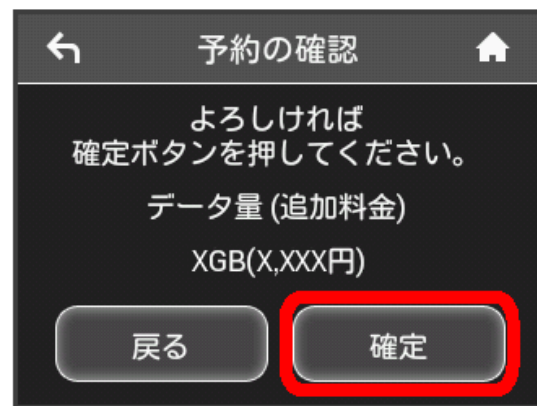 予約の確認
よろしければ
確定ボタンを押してください。
データ量 (追加料金)
XGB(X,XXX円)
戻る
確定